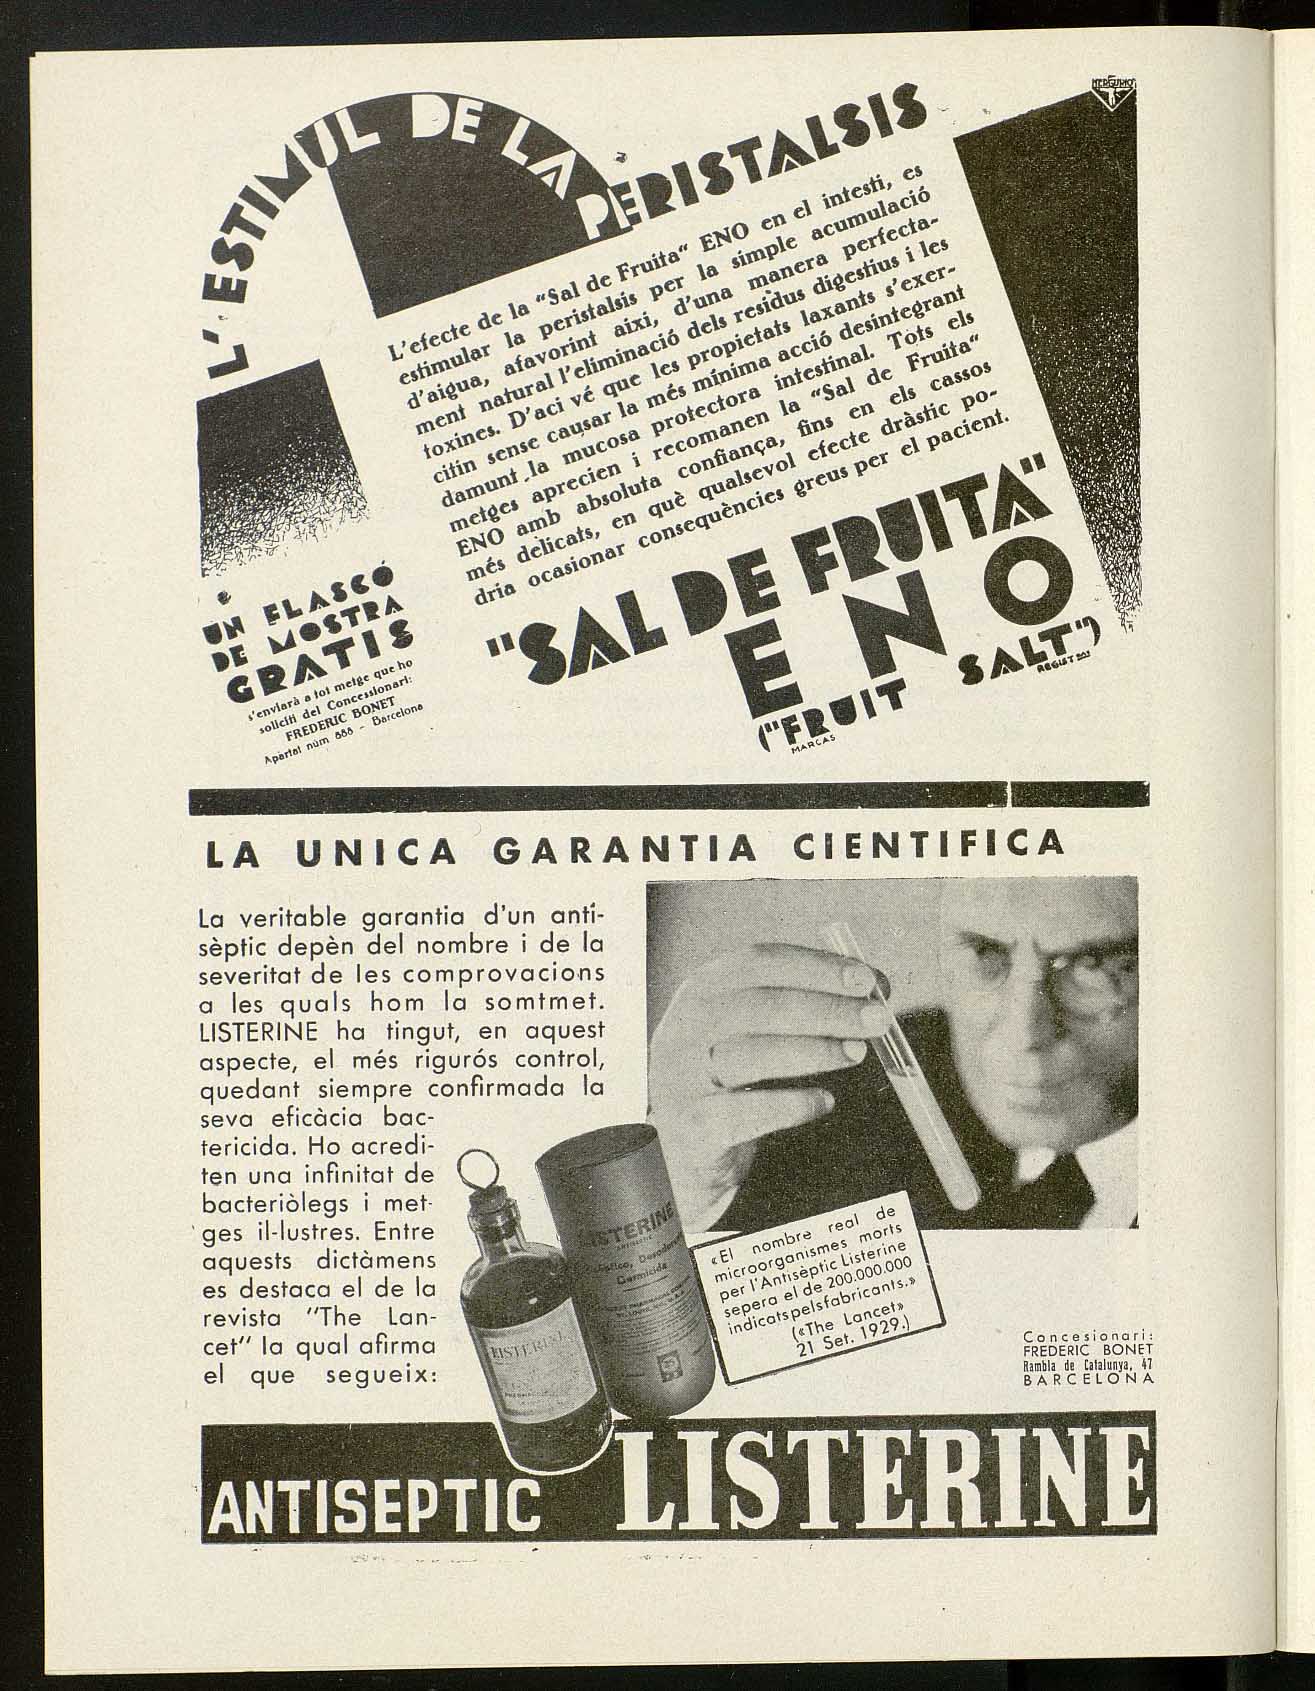 L'ESTIMUL DE LA PERISTALSIS
L'efecte de la "Sal de Fruita" ENO en el intestí, es
estimular la peristalsis per la simple acumulació
d'aigua, afavorint aixi, d'una manera perfecta-
ment natural l'eliminació dels residus digestius i les
toxines. D'aci vé que les propietats laxants s'exer-
citin sense causar la més mínima acció desintegrant
damunt la mucosa protectora intestinal. Tots els
metges aprecien i recomanen la "Sal de Fruita"
ENO amb absoluta confiança, fins en els cassos
més delicats, en què qualsevol efecte dràstic po-
dria ocasionar conseqüències greus per el pacient.
UN FLASCÓ
DE MOSTRA
GRATIS
s'enviarà a tot metge que ho
soliciti del Concessionari:
FREDERIC BONET
Apartat núm 888 - Barcelona
"SAL DE FRUITA"
ENO
("FRUIT SALT")
MARCAS REGISTDAS
LA UNICA GARANTIA CIENTIFICA
La veritable garantia d'un anti-
sèptic depèn del nombre i de la
severitat de les comprovacions
a les quals hom la somtmet.
LISTERINE ha tingut, en aquest
aspecte, el més rigurós control,
quedant siempre confirmada la
seva eficàcia bac-
tericida. Ho acredi-
ten una infinitat de
bacteriòlegs i met-
ges il-lustres. Entre
aquests dictàmens
es destaca el de la
revista "The Lan-
cet" la qual afirma
el que segueix:
LISTERINE
ANTISEPTIC
Germicida
LISTERINE
«El nombre real de
microorganismes morts
per l'Antisèptic Listerine
sepera el de 200.000.000
indicats pels fabricants.»
(«The Lancet»
21 Set. 1929.)
Concesionari:
FREDERIC BONET
Rambla de Catalunya, 47
BARCELONA
ANTISEPTIC LISTERINE